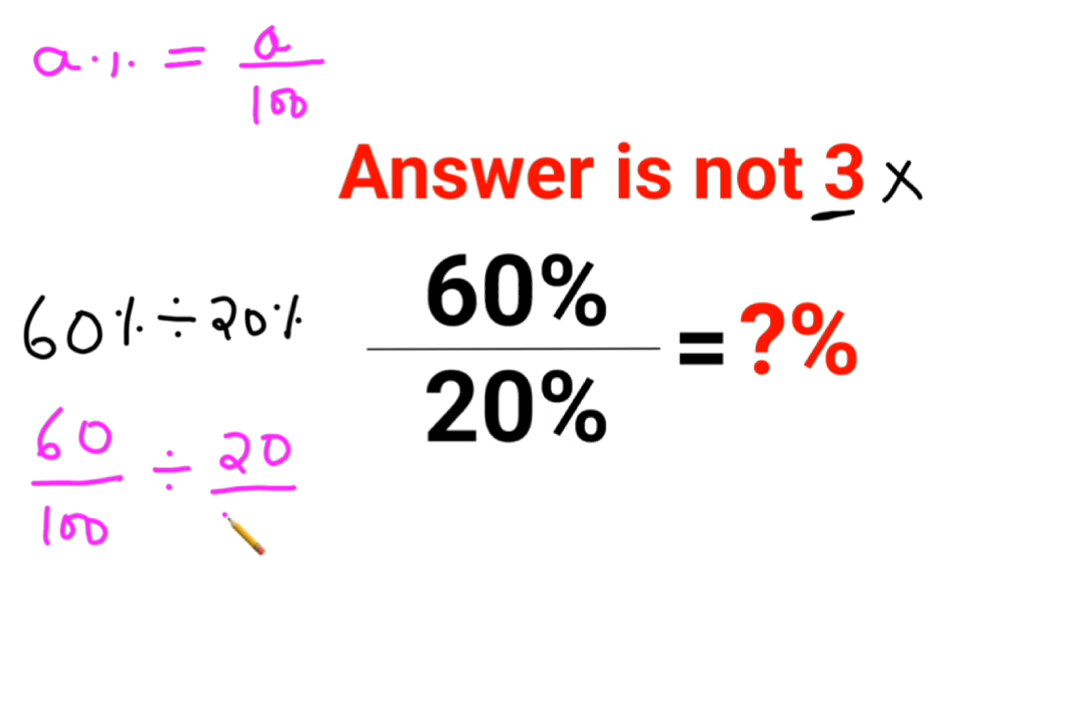 a% = a/100
Answer is not 3 ×
60% ÷ 20%
60%
20%
= ?%
60/100 ÷ 20